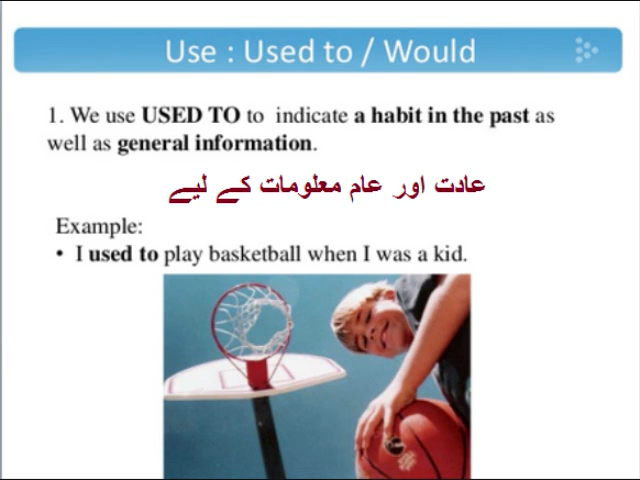 Use : Used to / Would
1. We use USED TO to indicate a habit in the past as
well as general information.
عادت اور عام معلومات کے لیے
Example:
• I used to play basketball when I was a kid.